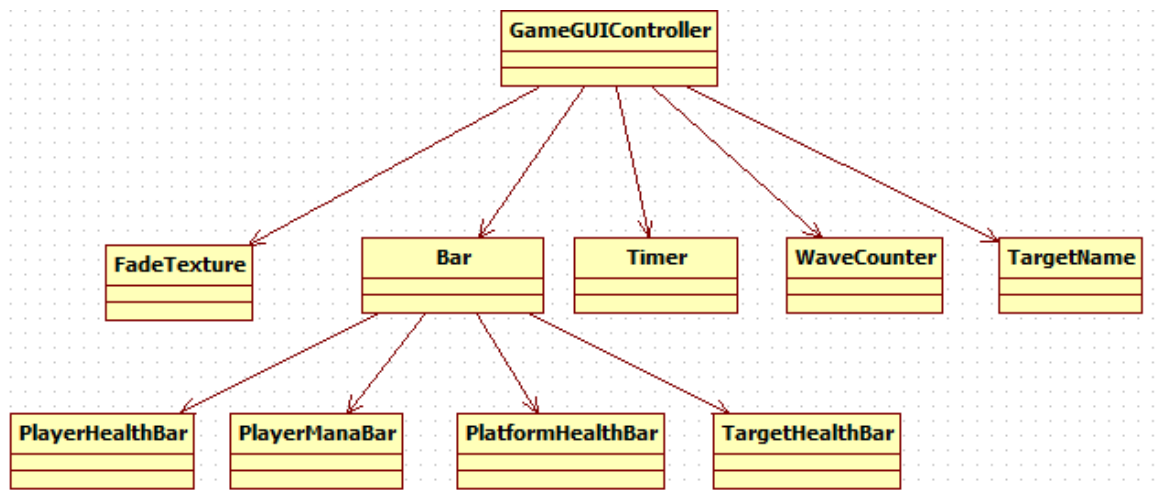 GameGUIController
FadeTexture
Bar
Timer
WaveCounter
TargetName
PlayerHealthBar
PlayerManaBar
PlatformHealthBar
TargetHealthBar